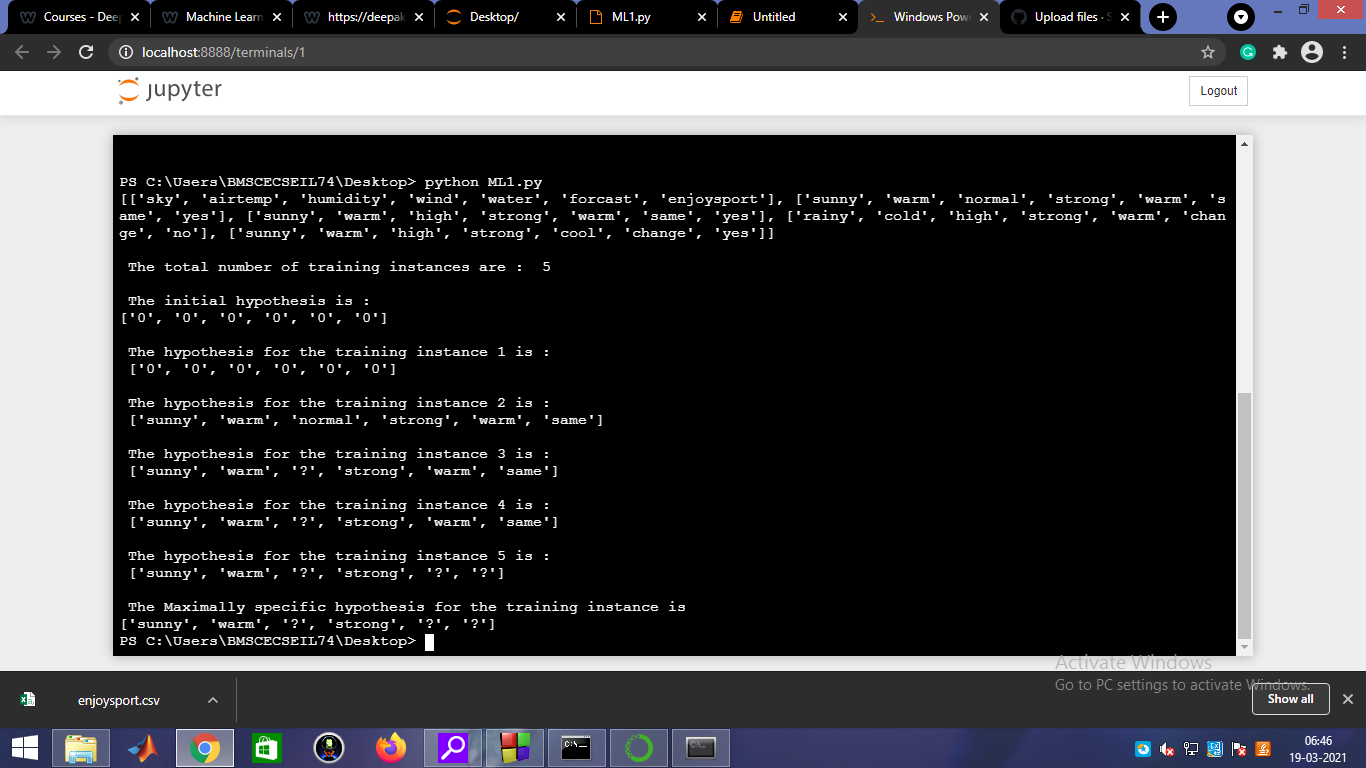 Courses - Deep
Machine Learn
https://deepak
Desktop/
ML1.py
Untitled
Windows Pow
Upload files · S
localhost:8888/terminals/1
jupyter
Logout
PS C:\Users\BMSCECSEIL74\Desktop> python ML1.py
[['sky', 'airtemp', 'humidity', 'wind', 'water', 'forcast', 'enjoysport'], ['sunny', 'warm', 'normal', 'strong', 'warm', 's
ame', 'yes'], ['sunny', 'warm', 'high', 'strong', 'warm', 'same', 'yes'], ['rainy', 'cold', 'high', 'strong', 'warm', 'chan
ge', 'no'], ['sunny', 'warm', 'high', 'strong', 'cool', 'change', 'yes']]
The total number of training instances are :  5
The initial hypothesis is :
['0', '0', '0', '0', '0', '0']
The hypothesis for the training instance 1 is :
['0', '0', '0', '0', '0', '0']
The hypothesis for the training instance 2 is :
['sunny', 'warm', 'normal', 'strong', 'warm', 'same']
The hypothesis for the training instance 3 is :
['sunny', 'warm', '?', 'strong', 'warm', 'same']
The hypothesis for the training instance 4 is :
['sunny', 'warm', '?', 'strong', 'warm', 'same']
The hypothesis for the training instance 5 is :
['sunny', 'warm', '?', 'strong', '?', '?']
The Maximally specific hypothesis for the training instance is
['sunny', 'warm', '?', 'strong', '?', '?']
PS C:\Users\BMSCECSEIL74\Desktop>
Activate Windows
Go to PC settings to activate Windows.
enjoysport.csv
Show all
06:46
19-03-2021